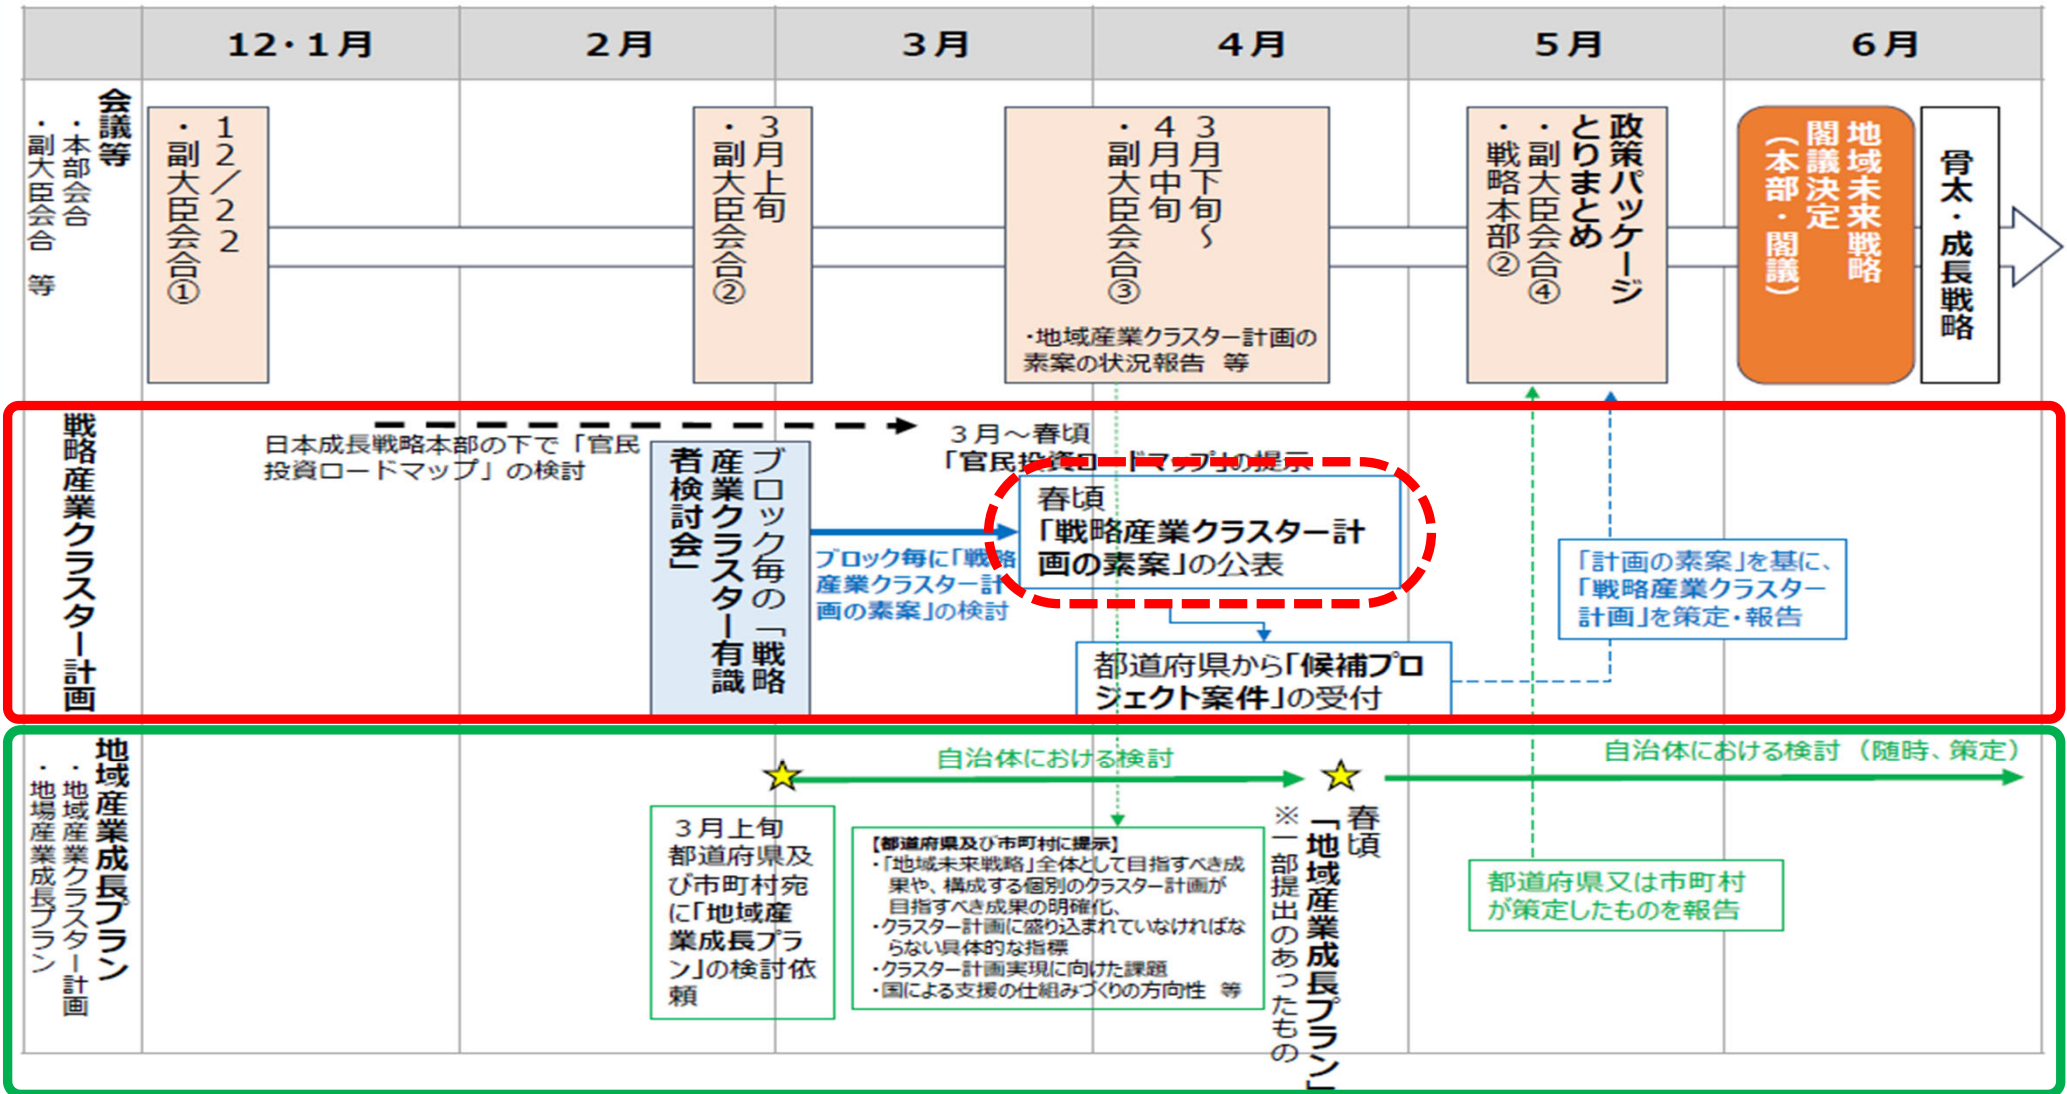 12・1月
2月
3月
4月
5月
6月
会議等
・本部会合
・副大臣会合 等
12／22
・副大臣会合①
3月上旬
・副大臣会合②
3月下旬～
4月中旬
・副大臣会合③
・地域産業クラスター計画の
素案の状況報告 等
政策パッケージ
とりまとめ
・副大臣会合④
・戦略本部②
地域未来戦略
閣議決定
（本部・閣議）
骨太・成長戦略
戦略産業クラスター計画
日本成長戦略本部の下で「官民
投資ロードマップ」の検討
3月～春頃
「官民投資ロードマップ」の提示
ブロック毎の「戦略
産業クラスター有識
者検討会」
ブロック毎に「戦略
産業クラスター計
画の素案」の検討
春頃
「戦略産業クラスター計
画の素案」の公表
都道府県から「候補プロ
ジェクト案件」の受付
「計画の素案」を基に、
「戦略産業クラスター
計画」を策定・報告
地域産業成長プラン
・地域産業クラスター計画
・地場産業成長プラン
自治体における検討
自治体における検討（随時、策定）
3月上旬
都道府県及
び市町村宛
に「地域産
業成長プラ
ン」の検討依
頼
【都道府県及び市町村に提示】
・「地域未来戦略」全体として目指すべき成
果や、構成する個別のクラスター計画が
目指すべき成果の明確化、
・クラスター計画に盛り込まれていなければな
らない具体的な指標
・クラスター計画実現に向けた課題
・国による支援の仕組みづくりの方向性 等
春頃
「地域産業成長プラン」
※一部提出のあったもの
都道府県又は市町村
が策定したものを報告